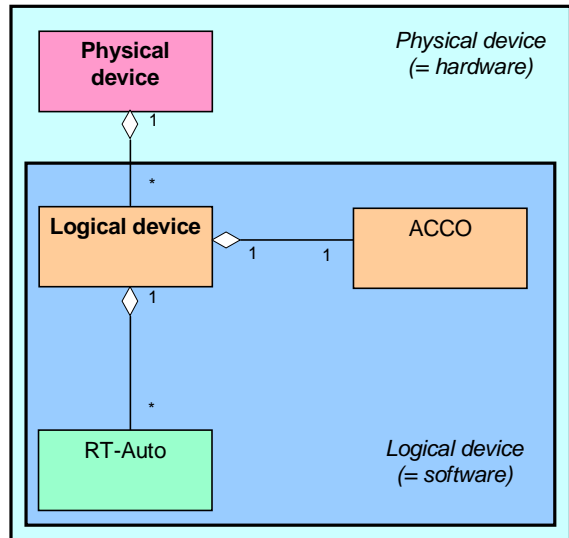 Physical
device
Physical device
(= hardware)
1
*
Logical device
ACCO
1
1
1
*
RT-Auto
Logical device
(= software)